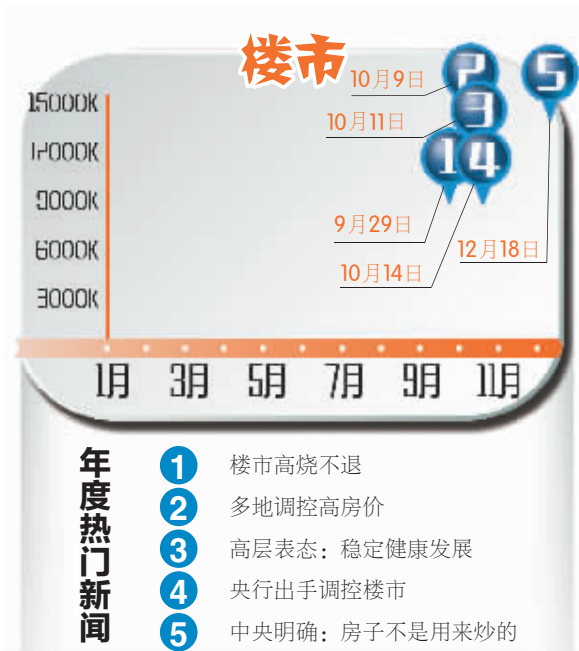 楼市
10月9日
2
5
15000K
10月11日
3
12000K
1
4
9000K
9月29日
6000K
12月18日
10月14日
3000K
1月 3月 5月 7月 9月 11月
年度热门新闻
1 楼市高烧不退
2 多地调控高房价
3 高层表态：稳定健康发展
4 央行出手调控楼市
5 中央明确：房子不是用来炒的